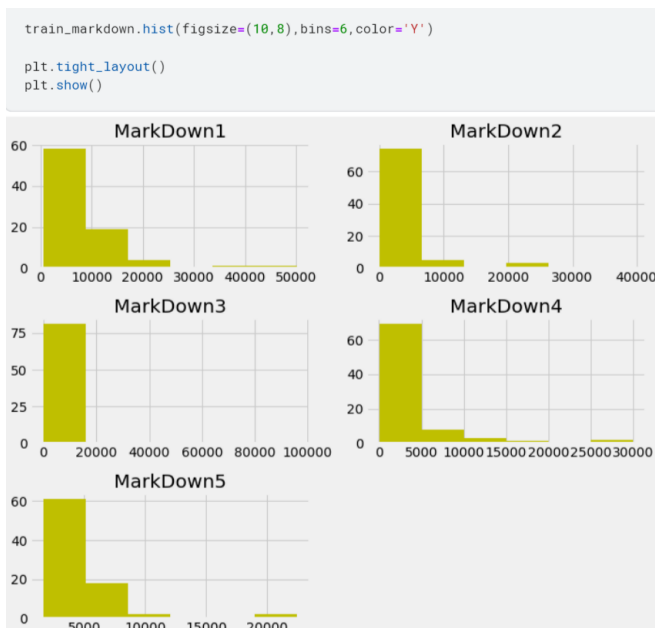 train_markdown.hist(figsize=(10,8),bins=6,color='Y')
plt.tight_layout()
plt.show()
MarkDown1
MarkDown2
60
40
20
0
0 10000 20000 30000 40000 50000
60
40
20
0
0 10000 20000 30000 40000
MarkDown3
MarkDown4
75
50
25
0
0 20000 40000 60000 80000 100000
60
40
20
0
0 5000 10000 15000 20000 25000 30000
MarkDown5
60
40
20
0
5000 10000 15000 20000